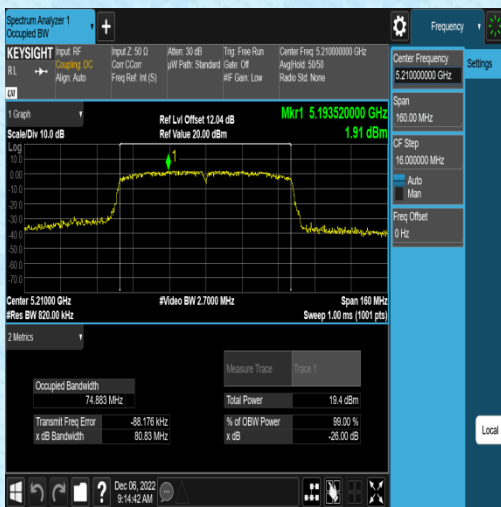 Spectrum Analyzer 1
Occupied Bandwidth
Frequency
KEYSIGHT
RL
Input: RF
Coupling: DC
Align: Auto
Input Z: 50 Ω
Corr CCorr
Freq Ref: Int (S)
Atten: 30 dB
µW Path: Standard
Trig: Free Run
Gate: Off
#IF Gain: Low
Center Freq: 5.210000000 GHz
Avg|Hold: 50/50
Radio Std: None
Center Frequency
5.210000000 GHz
Settings
Span
160.00 MHz
CF Step
16.000000 MHz
Auto
Man
Freq Offset
0 Hz
Local
1 Graph
Scale/Div 10.0 dB
Ref Lvl Offset 12.04 dB
Ref Value 20.00 dBm
Mkr1 5.193520000 GHz
1.91 dBm
Log
10.0
0.00
-10.0
-20.0
-30.0
-40.0
-50.0
-60.0
-70.0
1
Center 5.21000 GHz
#Res BW 820.00 kHz
#Video BW 2.7000 MHz
Span 160 MHz
Sweep 1.00 ms (1001 pts)
2 Metrics
Measure Trace
Trace 1
Occupied Bandwidth
74.883 MHz
Total Power
19.4 dBm
Transmit Freq Error
-88.176 kHz
% of OBW Power
99.00 %
x dB Bandwidth
80.83 MHz
x dB
-26.00 dB
?
Dec 06, 2022
9:14:42 AM